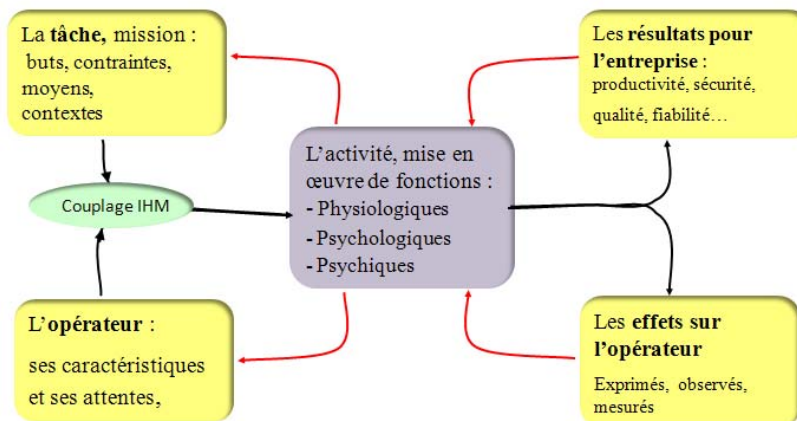 La tâche, mission :
buts, contraintes,
moyens,
contextes
Couplage IHM
L'opérateur :
ses caractéristiques
et ses attentes,
L'activité, mise en
œuvre de fonctions :
- Physiologiques
- Psychologiques
- Psychiques
Les résultats pour
l'entreprise :
productivité, sécurité,
qualité, fiabilité…
Les effets sur
l'opérateur
Exprimés, observés,
mesurés